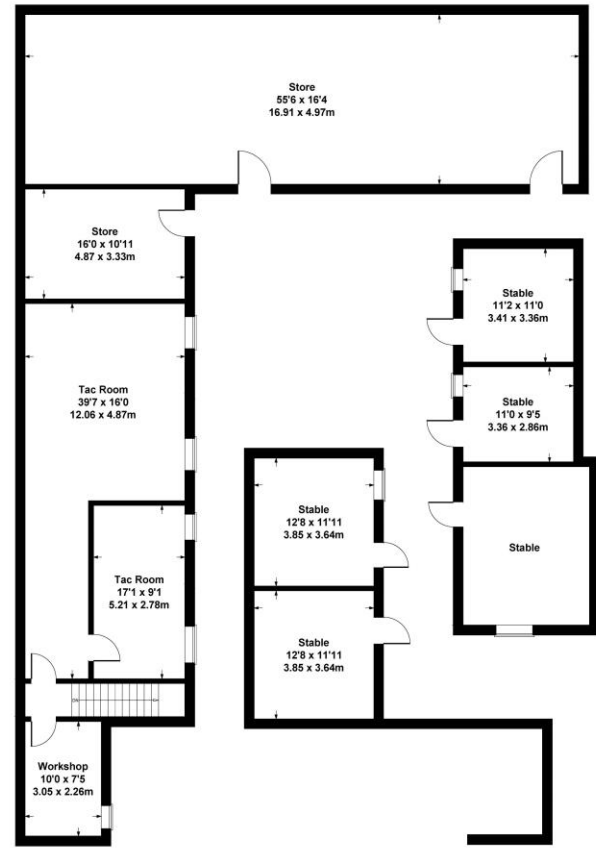 Store
55'6 x 16'4
16.91 x 4.97m
Store
16'0 x 10'11
4.87 x 3.33m
Stable
11'2 x 11'0
3.41 x 3.36m
Tac Room
39'7 x 16'0
12.06 x 4.87m
Stable
11'0 x 9'5
3.36 x 2.86m
Stable
12'8 x 11'11
3.85 x 3.64m
Stable
Tac Room
17'1 x 9'1
5.21 x 2.78m
Stable
12'8 x 11'11
3.85 x 3.64m
Workshop
10'0 x 7'5
3.05 x 2.26m